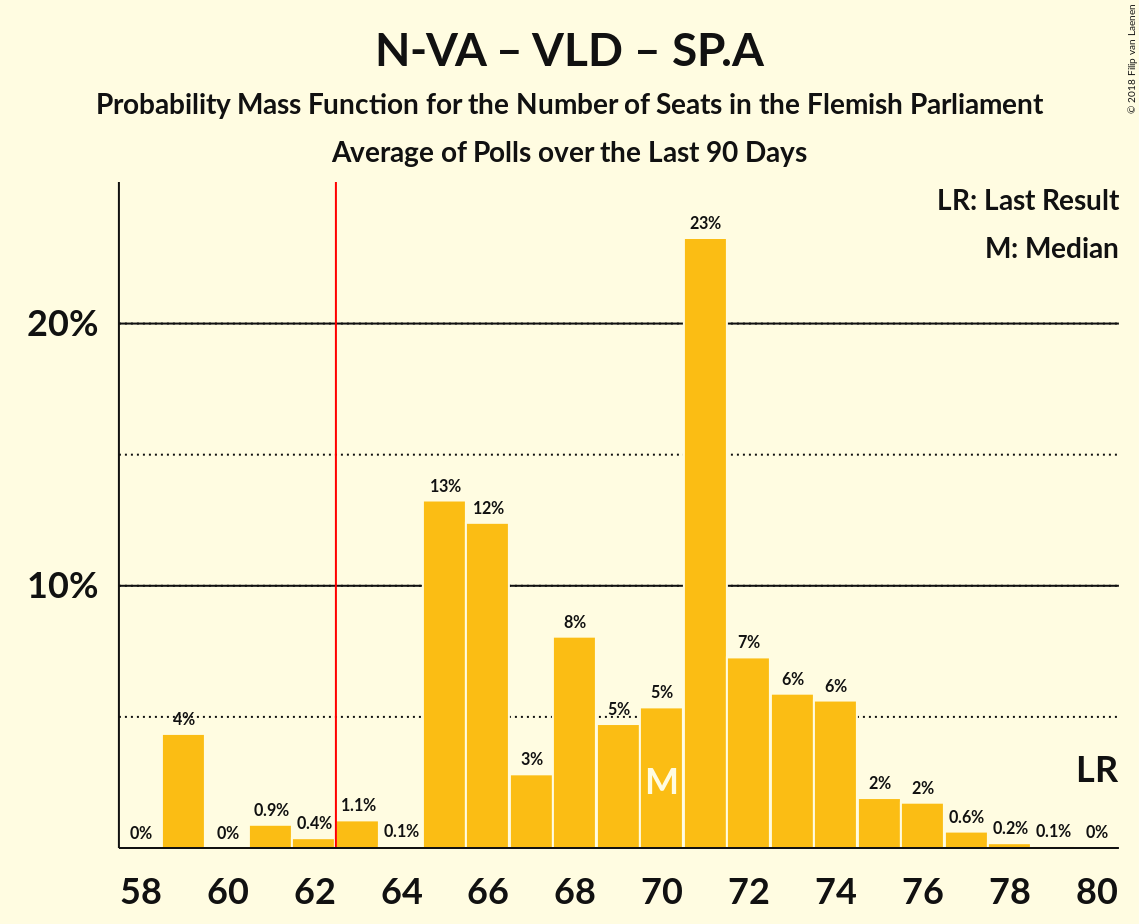 N-VA – VLD – SP.A
Probability Mass Function for the Number of Seats in the Flemish Parliament
Average of Polls over the Last 90 Days
© 2018 Filip van Laenen
LR: Last Result
M: Median
20%
10%
0%
4%
0%
0.9%
0.4%
1.1%
0.1%
13%
12%
3%
8%
5%
5%
23%
7%
6%
6%
2%
2%
0.6%
0.2%
0.1%
0%
M
LR
58 60 62 64 66 68 70 72 74 76 78 80